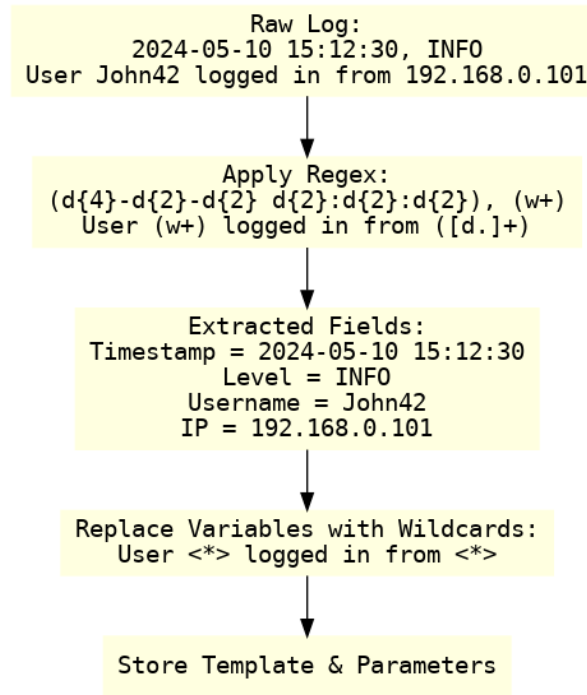 Raw Log:
2024-05-10 15:12:30, INFO
User John42 logged in from 192.168.0.101
Apply Regex:
(d{4}-d{2}-d{2} d{2}:d{2}:d{2}), (w+)
User (w+) logged in from ([d.]+)
Extracted Fields:
Timestamp = 2024-05-10 15:12:30
Level = INFO
Username = John42
IP = 192.168.0.101
Replace Variables with Wildcards:
User <*> logged in from <*>
Store Template & Parameters